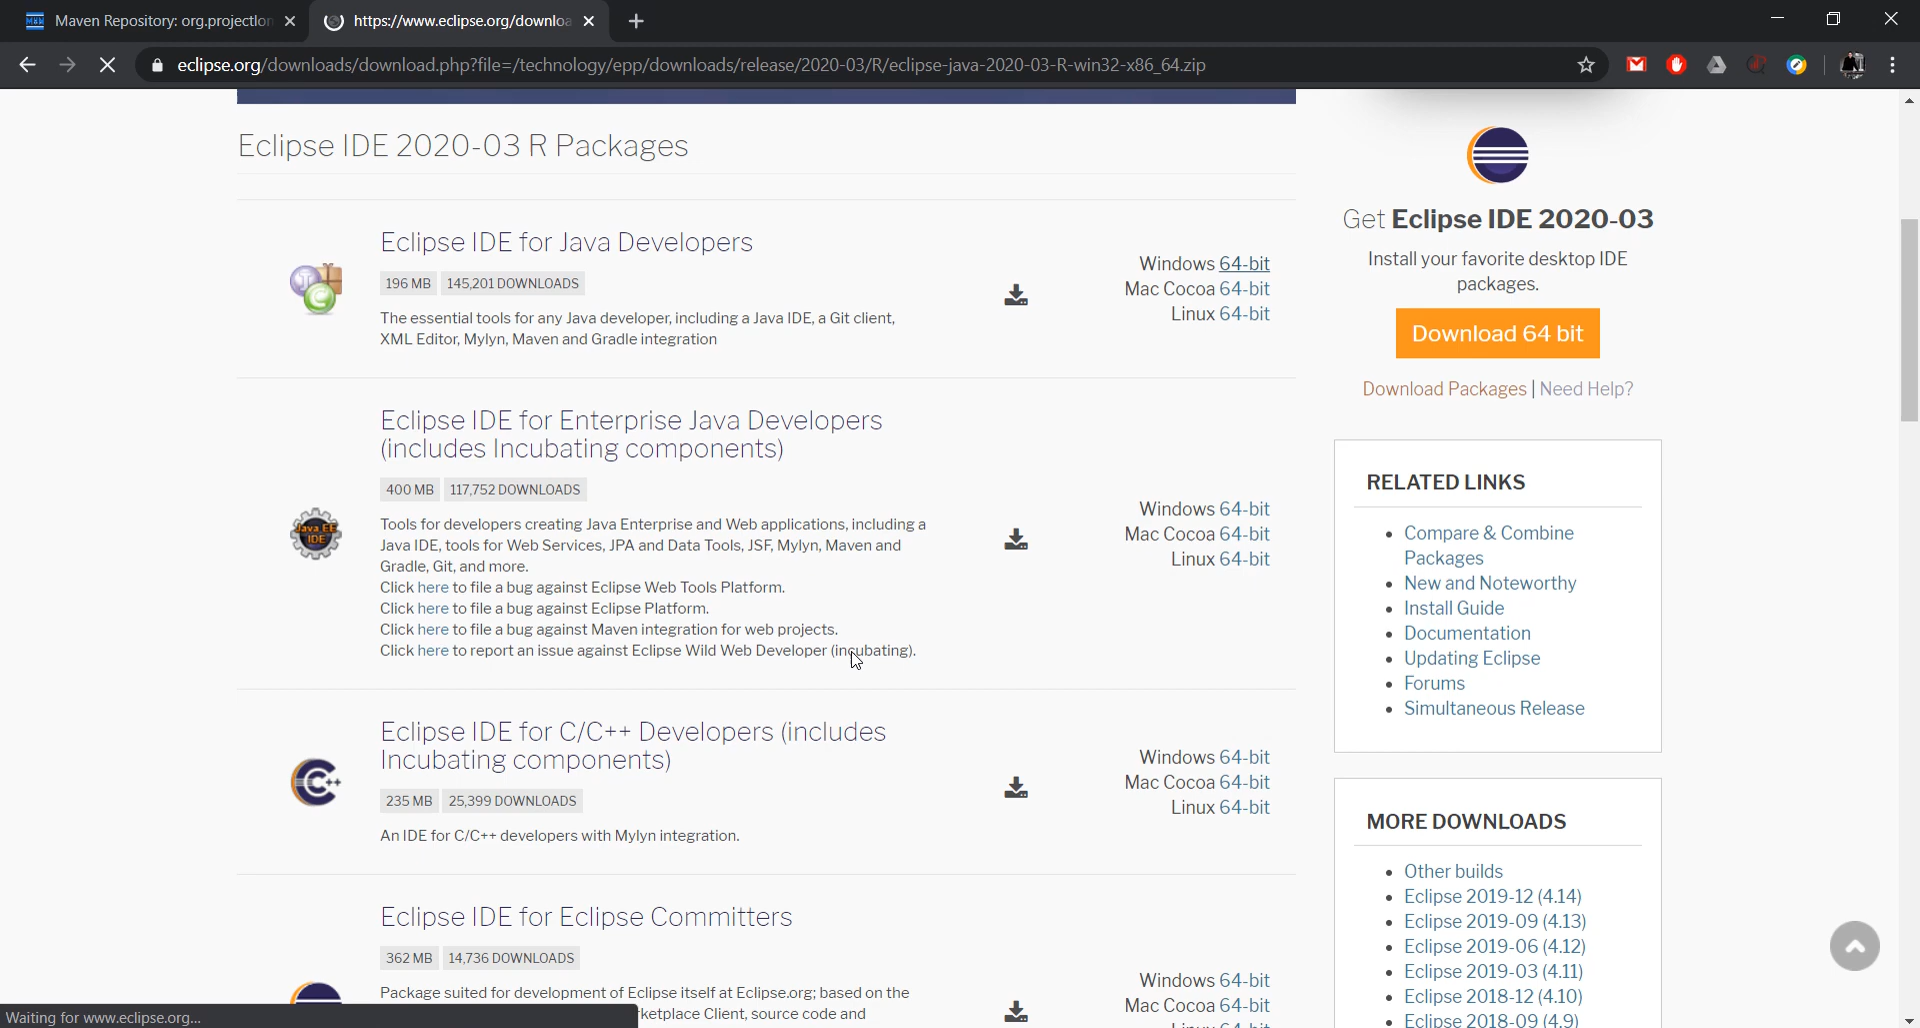 Maven Repository: org.projectlon
https://www.eclipse.org/downloa
eclipse.org/downloads/download.php?file=/technology/epp/downloads/release/2020-03/R/eclipse-java-2020-03-R-win32-x86_64.zip
Eclipse IDE 2020-03 R Packages
Eclipse IDE for Java Developers
196 MB 145,201 DOWNLOADS
The essential tools for any Java developer, including a Java IDE, a Git client,
XML Editor, Mylyn, Maven and Gradle integration
Windows 64-bit
Mac Cocoa 64-bit
Linux 64-bit
Eclipse IDE for Enterprise Java Developers
(includes Incubating components)
400 MB 117,752 DOWNLOADS
Tools for developers creating Java Enterprise and Web applications, including a
Java IDE, tools for Web Services, JPA and Data Tools, JSF, Mylyn, Maven and
Gradle, Git, and more.
Click here to file a bug against Eclipse Web Tools Platform.
Click here to file a bug against Eclipse Platform.
Click here to file a bug against Maven integration for web projects.
Click here to report an issue against Eclipse Wild Web Developer (incubating).
Java EE
IDE
Windows 64-bit
Mac Cocoa 64-bit
Linux 64-bit
Eclipse IDE for C/C++ Developers (includes
Incubating components)
235 MB 25,399 DOWNLOADS
An IDE for C/C++ developers with Mylyn integration.
C++
Windows 64-bit
Mac Cocoa 64-bit
Linux 64-bit
Eclipse IDE for Eclipse Committers
362 MB 14,736 DOWNLOADS
Package suited for development of Eclipse itself at Eclipse.org; based on the
ketplace Client, source code and
Windows 64-bit
Mac Cocoa 64-bit
Linux 64-bit
Get Eclipse IDE 2020-03
Install your favorite desktop IDE
packages.
Download 64 bit
Download Packages | Need Help?
RELATED LINKS
Compare & Combine
Packages
New and Noteworthy
Install Guide
Documentation
Updating Eclipse
Forums
Simultaneous Release
MORE DOWNLOADS
Other builds
Eclipse 2019-12 (4.14)
Eclipse 2019-09 (4.13)
Eclipse 2019-06 (4.12)
Eclipse 2019-03 (4.11)
Eclipse 2018-12 (4.10)
Eclipse 2018-09 (4.9)
Waiting for www.eclipse.org...